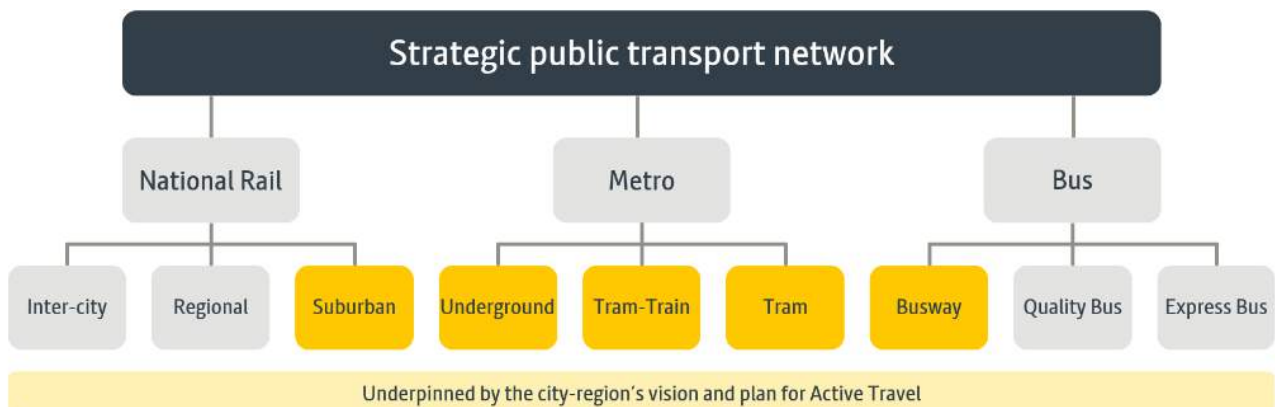 Strategic public transport network
National Rail
Metro
Bus
Inter-city
Regional
Suburban
Underground
Tram-Train
Tram
Busway
Quality Bus
Express Bus
Underpinned by the city-region's vision and plan for Active Travel